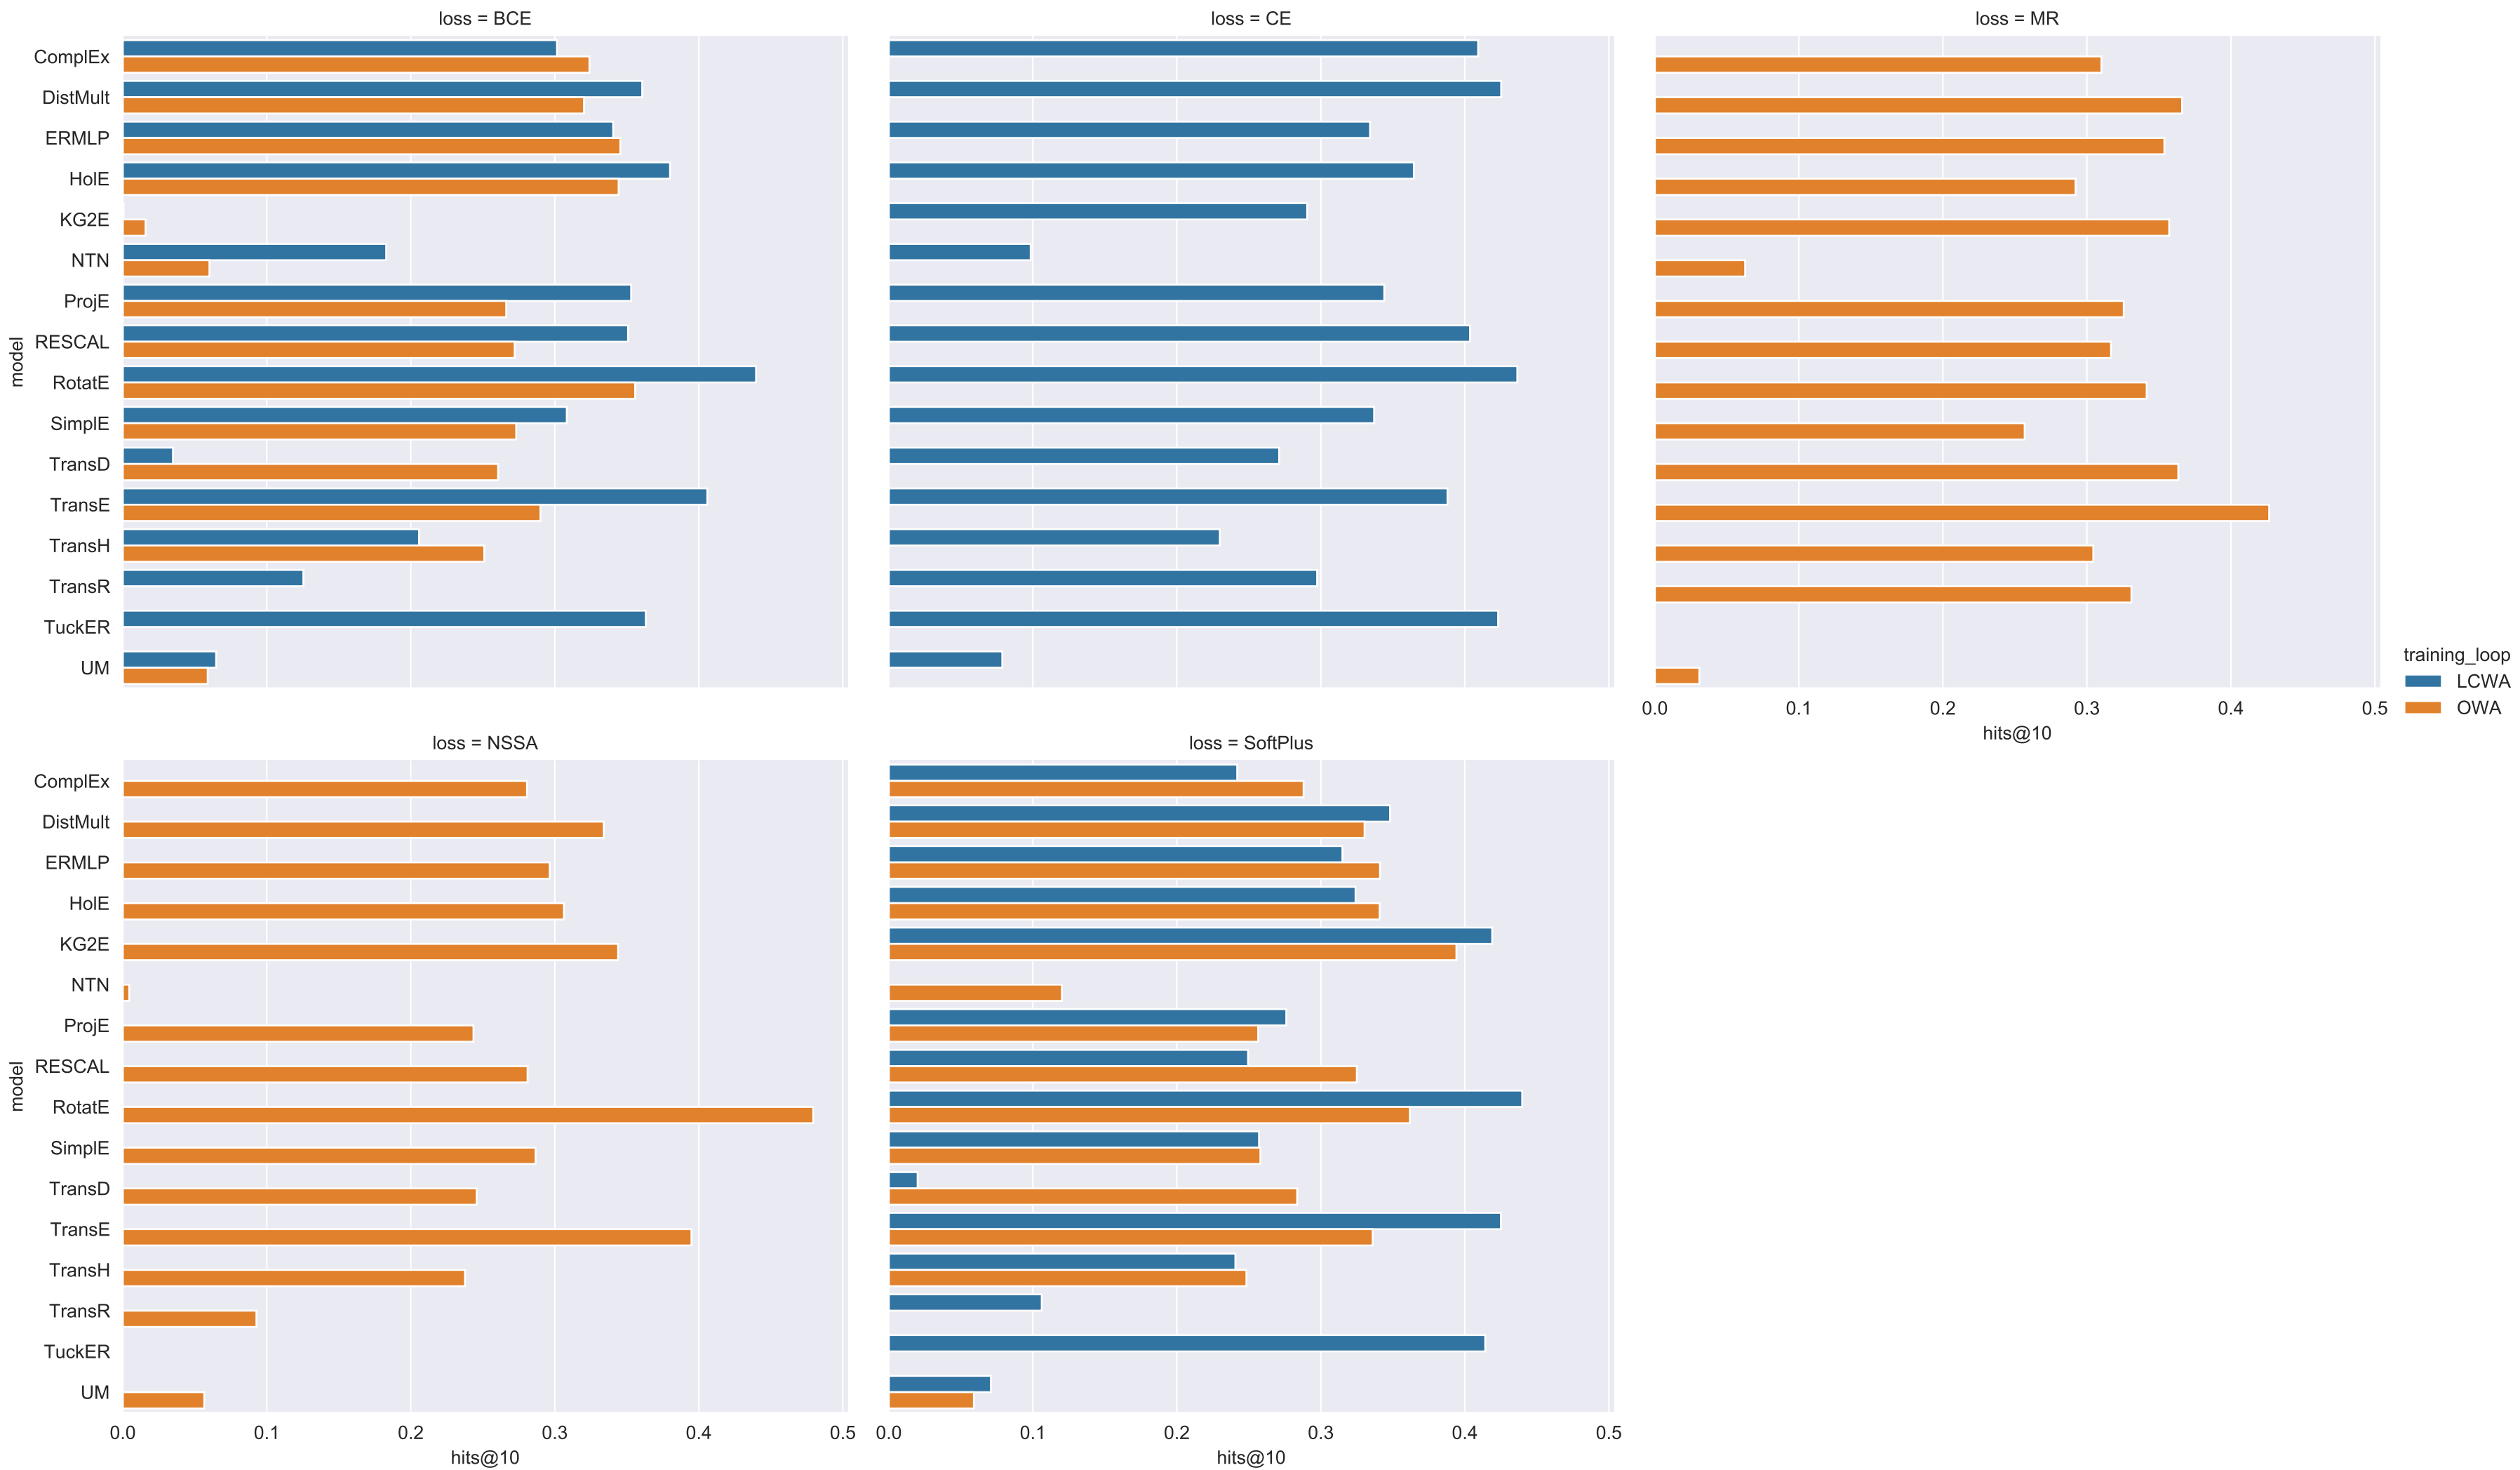 loss = BCE
loss = CE
loss = MR
model
ComplEx
DistMult
ERMLP
HolE
KG2E
NTN
ProjE
RESCAL
RotatE
SimplE
TransD
TransE
TransH
TransR
TuckER
UM
0.0 0.1 0.2 0.3 0.4 0.5
hits@10
training_loop
LCWA
OWA
loss = NSSA
loss = SoftPlus
model
ComplEx
DistMult
ERMLP
HolE
KG2E
NTN
ProjE
RESCAL
RotatE
SimplE
TransD
TransE
TransH
TransR
TuckER
UM
0.0 0.1 0.2 0.3 0.4 0.5
hits@10
0.0 0.1 0.2 0.3 0.4 0.5
hits@10